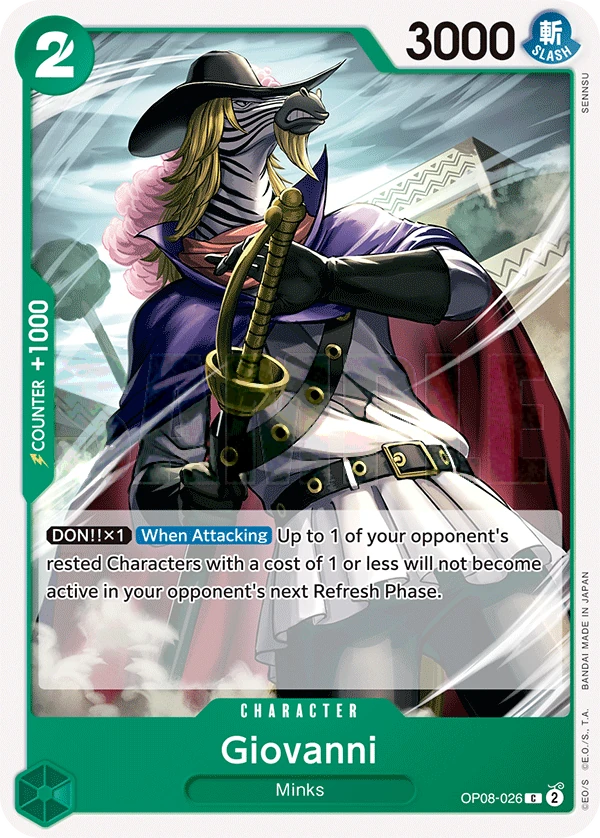 2
3000
斬
SLASH
SENNSU
COUNTER +1000
SAMPLE
DON!!×1 When Attacking Up to 1 of your opponent's
rested Characters with a cost of 1 or less will not become
active in your opponent's next Refresh Phase.
BANDAI MADE IN JAPAN
©E.O./S., T.A.
©EO/S
CHARACTER
Giovanni
Minks
OP08-026 C 2